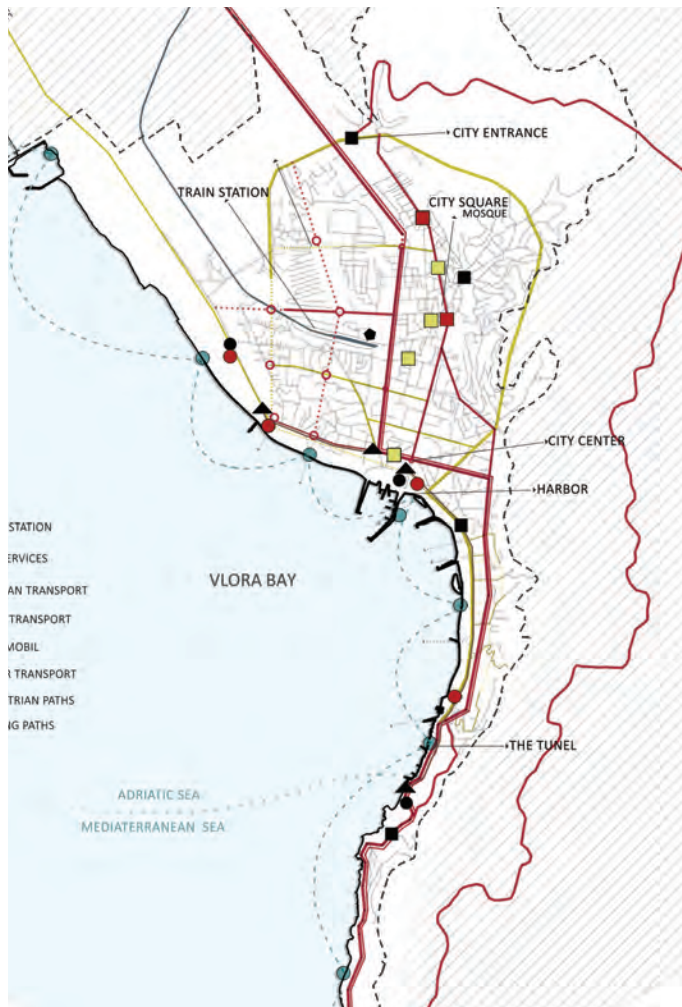 CITY ENTRANCE
TRAIN STATION
CITY SQUARE
MOSQUE
CITY CENTER
HARBOR
STATION
ERVICES
VLORA BAY
AN TRANSPORT
TRANSPORT
MOBIL
R TRANSPORT
TRIAN PATHS
NG PATHS
THE TUNEL
ADRIATIC SEA
MEDIATERRANEAN SEA